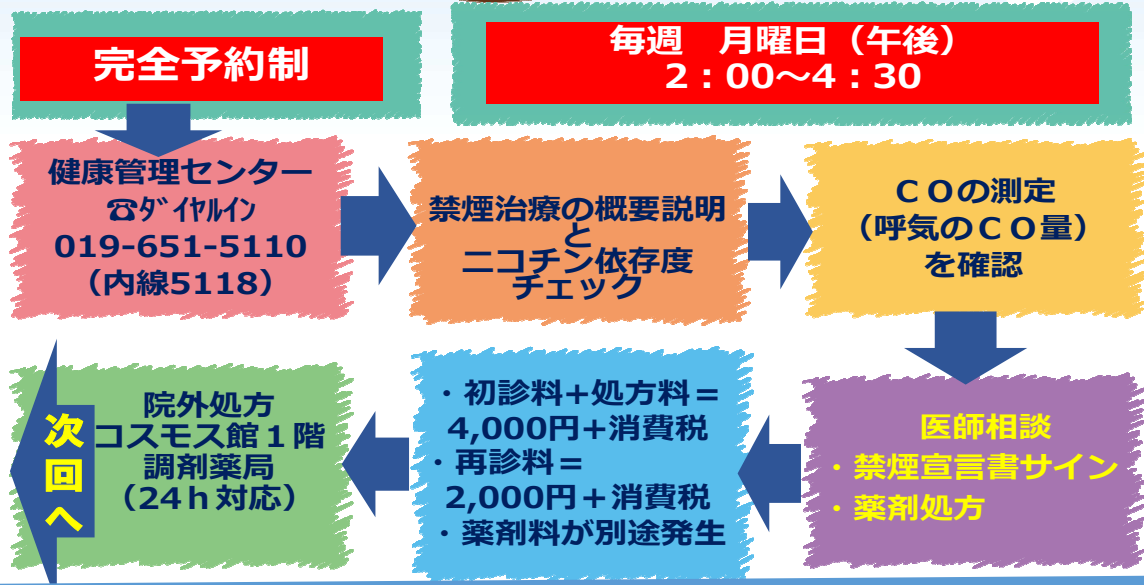 完全予約制
毎週　月曜日（午後）
２：００～４：３０
健康管理センター
☎ﾀﾞｲﾔﾙｲﾝ
019-651-5110
（内線5118）
禁煙治療の概要説明
と
ニコチン依存度
チェック
ＣＯの測定
（呼気のＣＯ量）
を確認
医師相談
・禁煙宣言書サイン
・薬剤処方
・初診料+処方料＝
4,000円+消費税
・再診料＝
2,000円＋消費税
・薬剤料が別途発生
院外処方
コスモス館１階
調剤薬局
（24ｈ対応）
次
回
へ